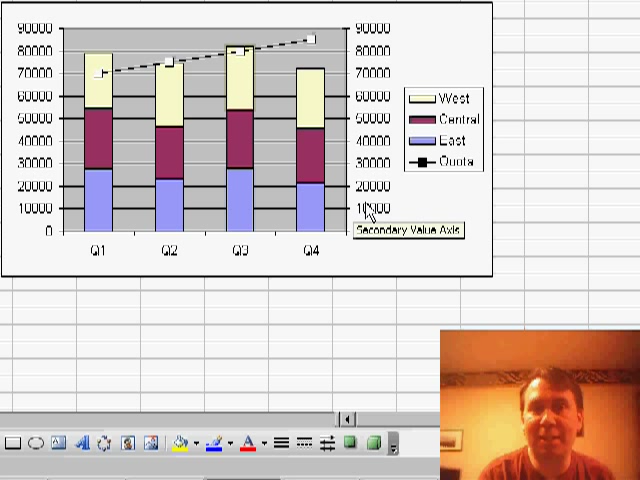 90000 90000
80000 80000
70000 70000
60000 60000
50000 50000
40000 40000
30000 30000
20000 20000
10000 10000
0
Q1 Q2 Q3 Q4
West
Central
East
Quota
Secondary Value Axis